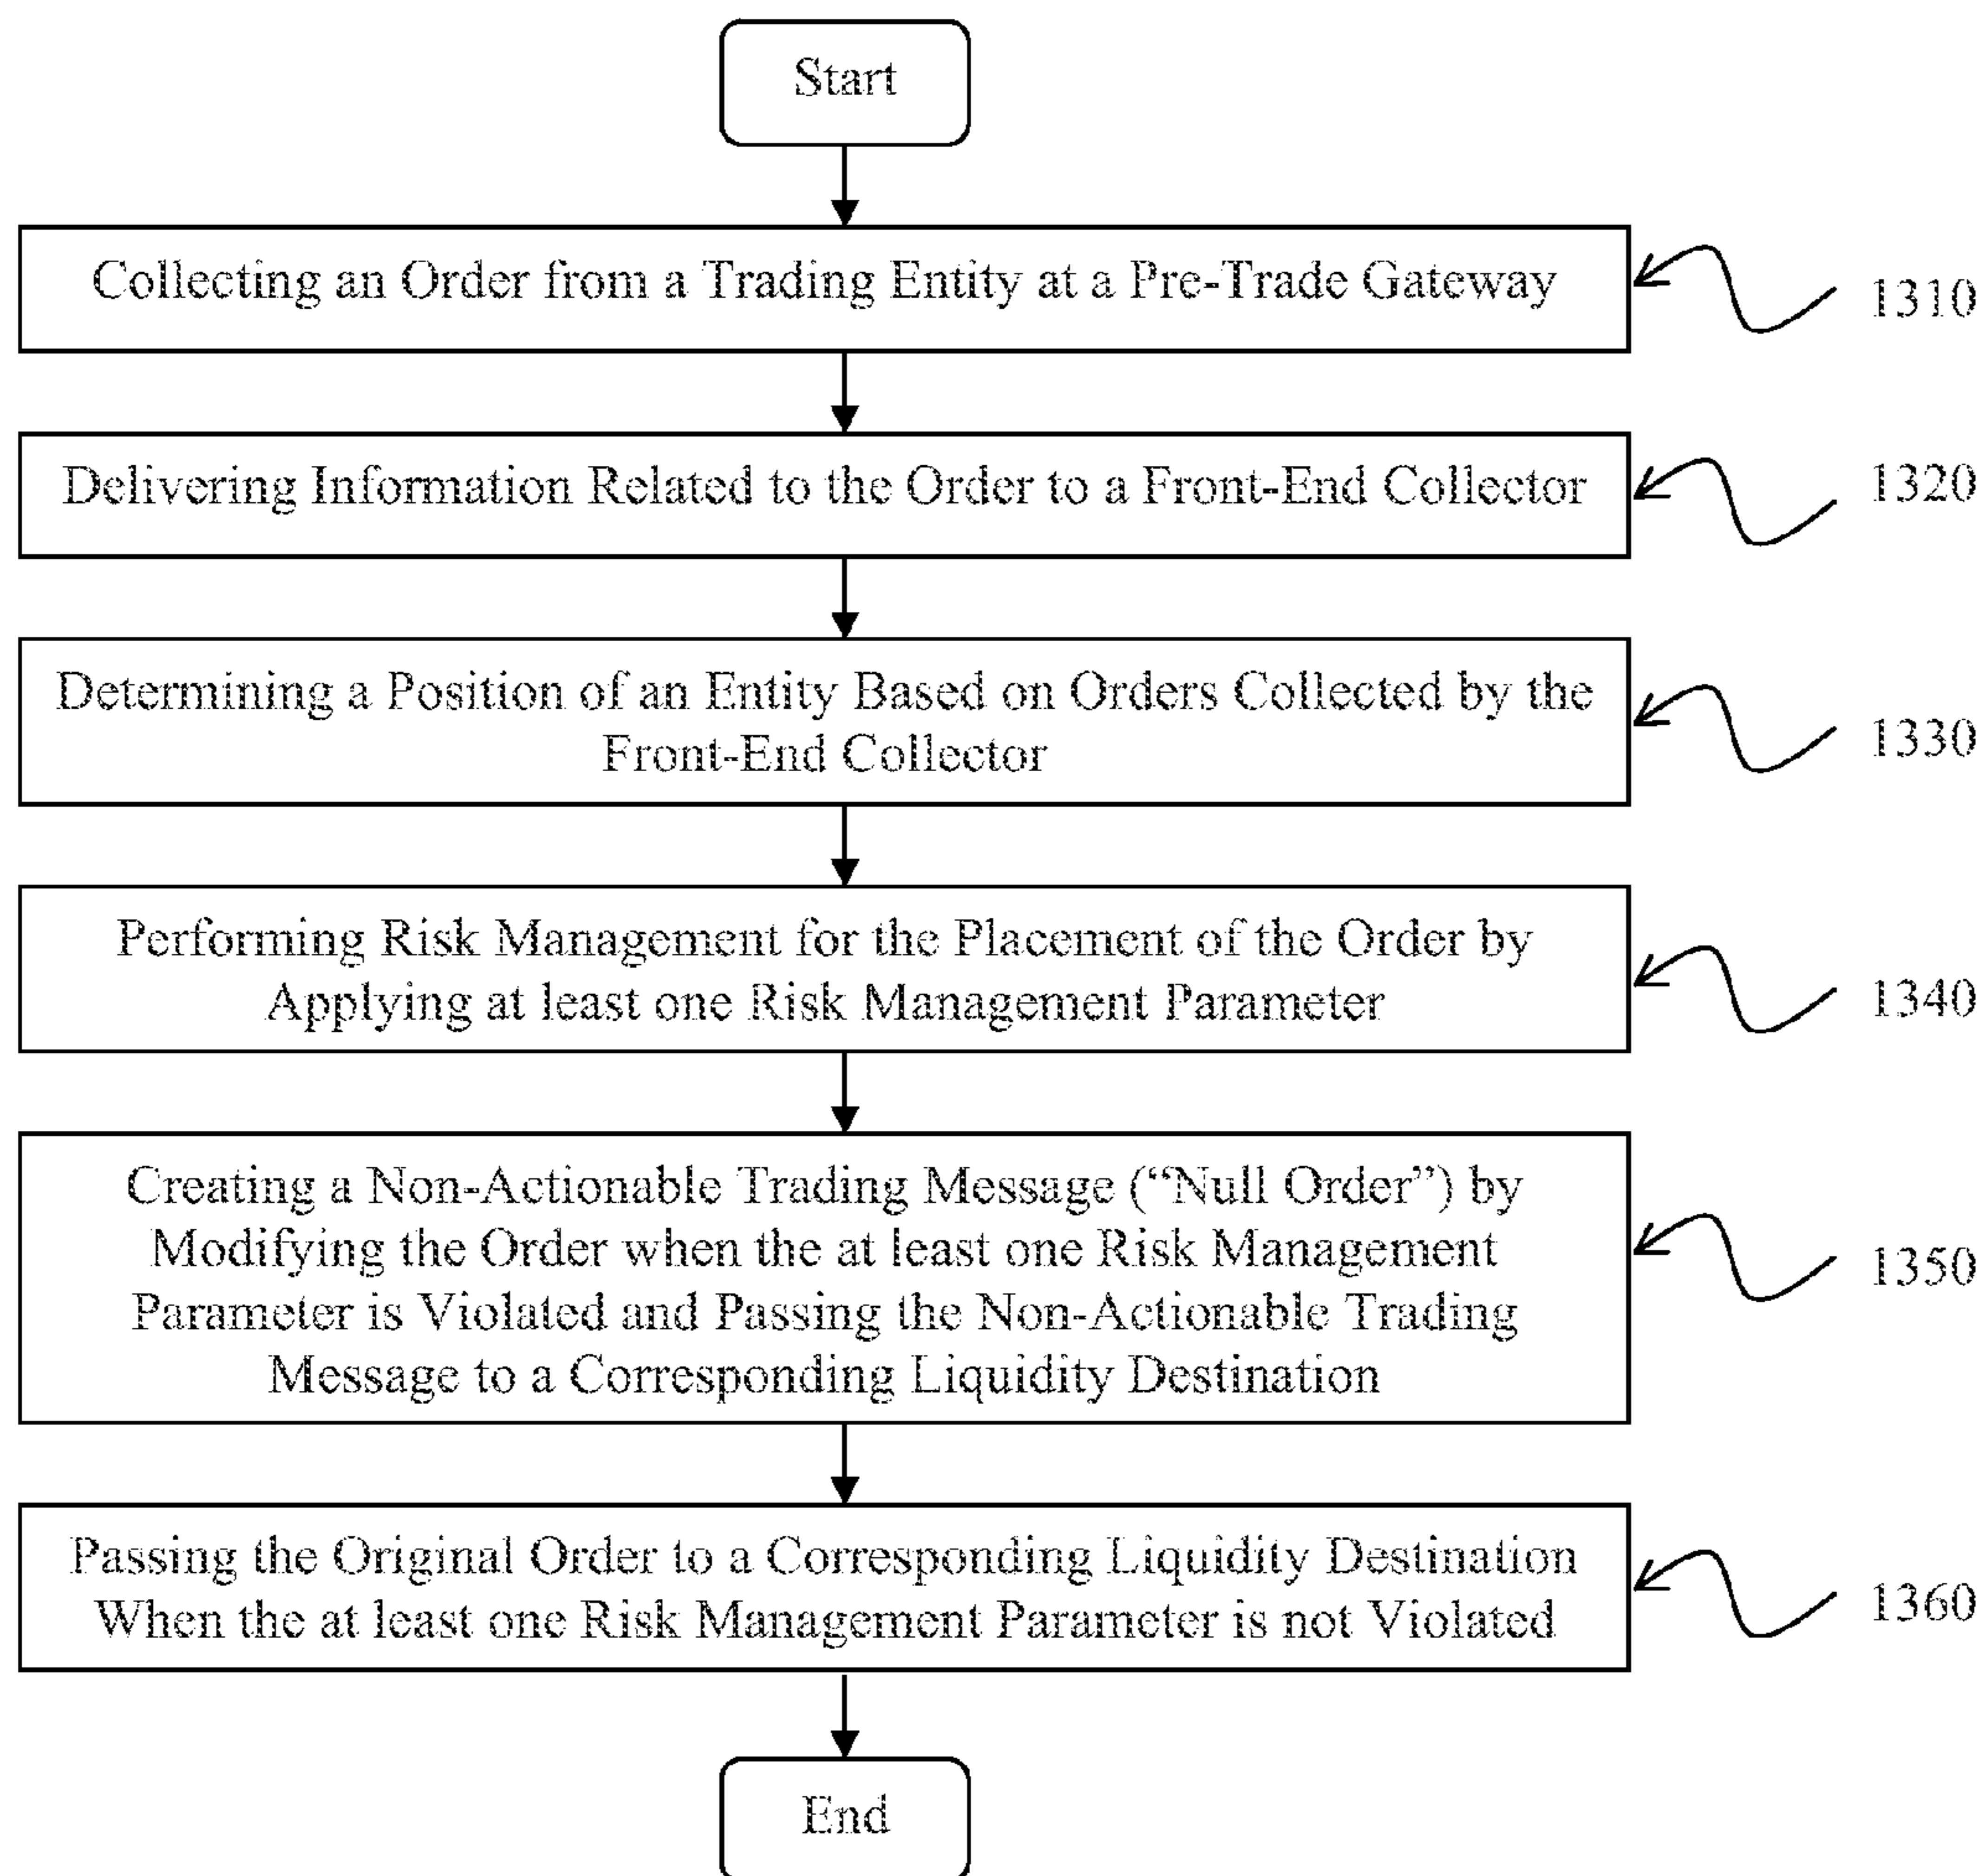 Start
Collecting an Order from a Trading Entity at a Pre-Trade Gateway
1310
Delivering Information Related to the Order to a Front-End Collector
1320
Determining a Position of an Entity Based on Orders Collected by the
Front-End Collector
1330
Performing Risk Management for the Placement of the Order by
Applying at least one Risk Management Parameter
1340
Creating a Non-Actionable Trading Message (“Null Order”) by
Modifying the Order when the at least one Risk Management
Parameter is Violated and Passing the Non-Actionable Trading
Message to a Corresponding Liquidity Destination
1350
Passing the Original Order to a Corresponding Liquidity Destination
When the at least one Risk Management Parameter is not Violated
1360
End